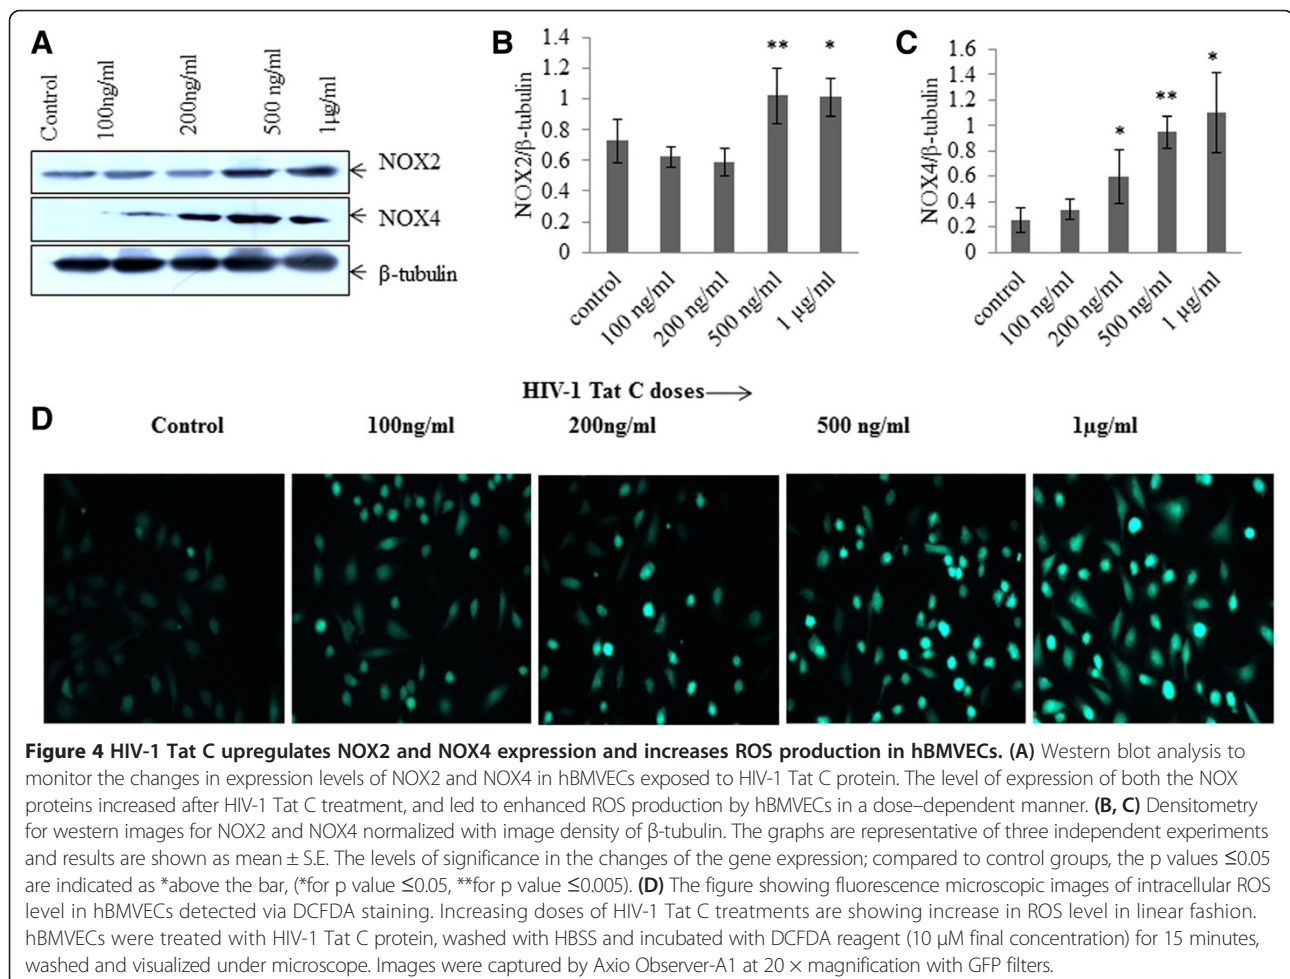 A
Control
100ng/ml
200ng/ml
500 ng/ml
1µg/ml
NOX2
NOX4
β-tubulin
B
NOX2/β-tubulin
1.4
1.2
1
0.8
0.6
0.4
0.2
0
**
*
control
100 ng/ml
200 ng/ml
500 ng/ml
1 µg/ml
C
NOX4/β-tubulin
1.6
1.4
1.2
1
0.8
0.6
0.4
0.2
0
*
**
*
control
100 ng/ml
200 ng/ml
500 ng/ml
1 µg/ml
HIV-1 Tat C doses
D
Control 100ng/ml 200ng/ml 500 ng/ml 1µg/ml
Figure 4 HIV-1 Tat C upregulates NOX2 and NOX4 expression and increases ROS production in hBMVECs. (A) Western blot analysis to
monitor the changes in expression levels of NOX2 and NOX4 in hBMVECs exposed to HIV-1 Tat C protein. The level of expression of both the NOX
proteins increased after HIV-1 Tat C treatment, and led to enhanced ROS production by hBMVECs in a dose–dependent manner. (B, C) Densitometry
for western images for NOX2 and NOX4 normalized with image density of β-tubulin. The graphs are representative of three independent experiments
and results are shown as mean ± S.E. The levels of significance in the changes of the gene expression; compared to control groups, the p values ≤0.05
are indicated as *above the bar, (*for p value ≤0.05, **for p value ≤0.005). (D) The figure showing fluorescence microscopic images of intracellular ROS
level in hBMVECs detected via DCFDA staining. Increasing doses of HIV-1 Tat C treatments are showing increase in ROS level in linear fashion.
hBMVECs were treated with HIV-1 Tat C protein, washed with HBSS and incubated with DCFDA reagent (10 µM final concentration) for 15 minutes,
washed and visualized under microscope. Images were captured by Axio Observer-A1 at 20 × magnification with GFP filters.